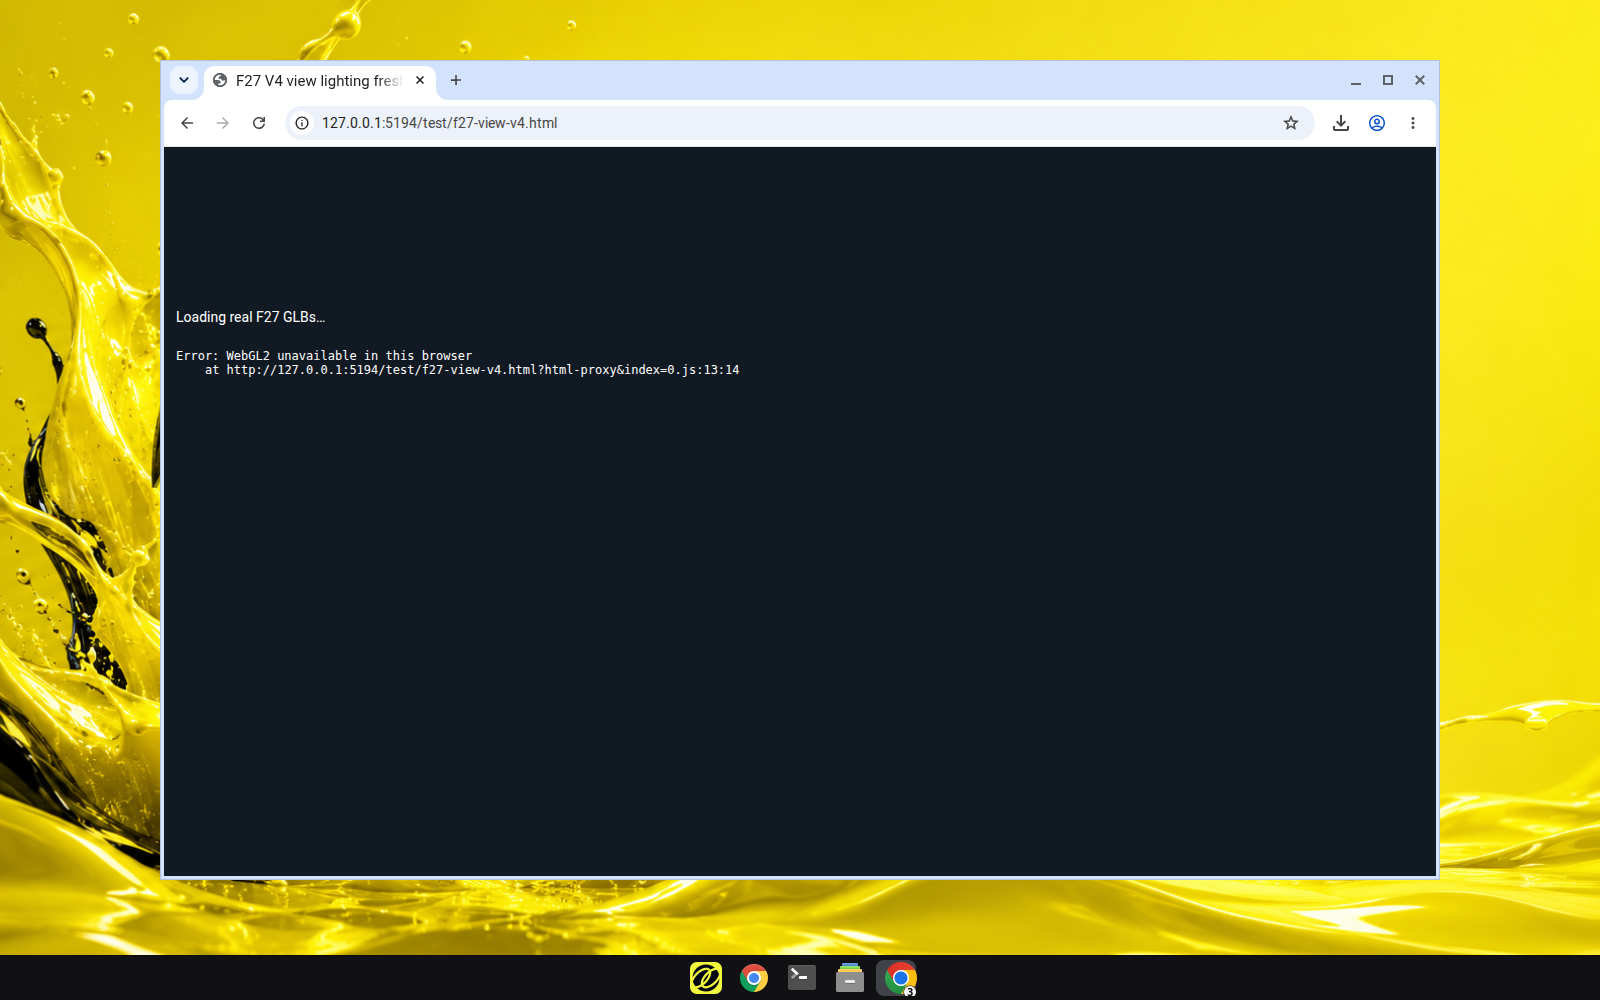 F27 V4 view lighting fresh
127.0.0.1:5194/test/f27-view-v4.html
Loading real F27 GLBs…
Error: WebGL2 unavailable in this browser
at http://127.0.0.1:5194/test/f27-view-v4.html?html-proxy&index=0.js:13:14
3